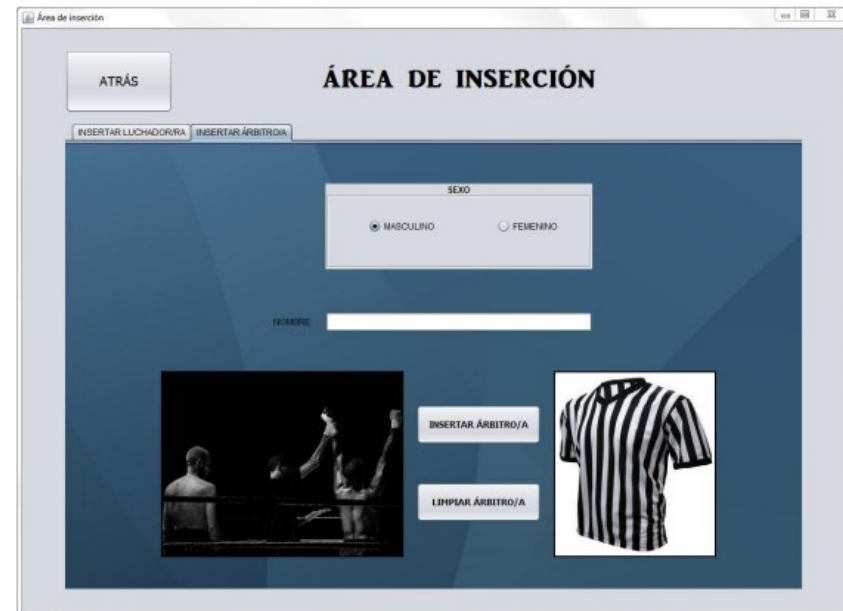 Área de inserción
ATRÁS
ÁREA DE INSERCIÓN
INSERTAR LUCHADOR/RA
INSERTAR ÁRBITRO/A
SEXO
MASCULINO
FEMENINO
NOMBRE
INSERTAR ÁRBITRO/A
LIMPIAR ÁRBITRO/A